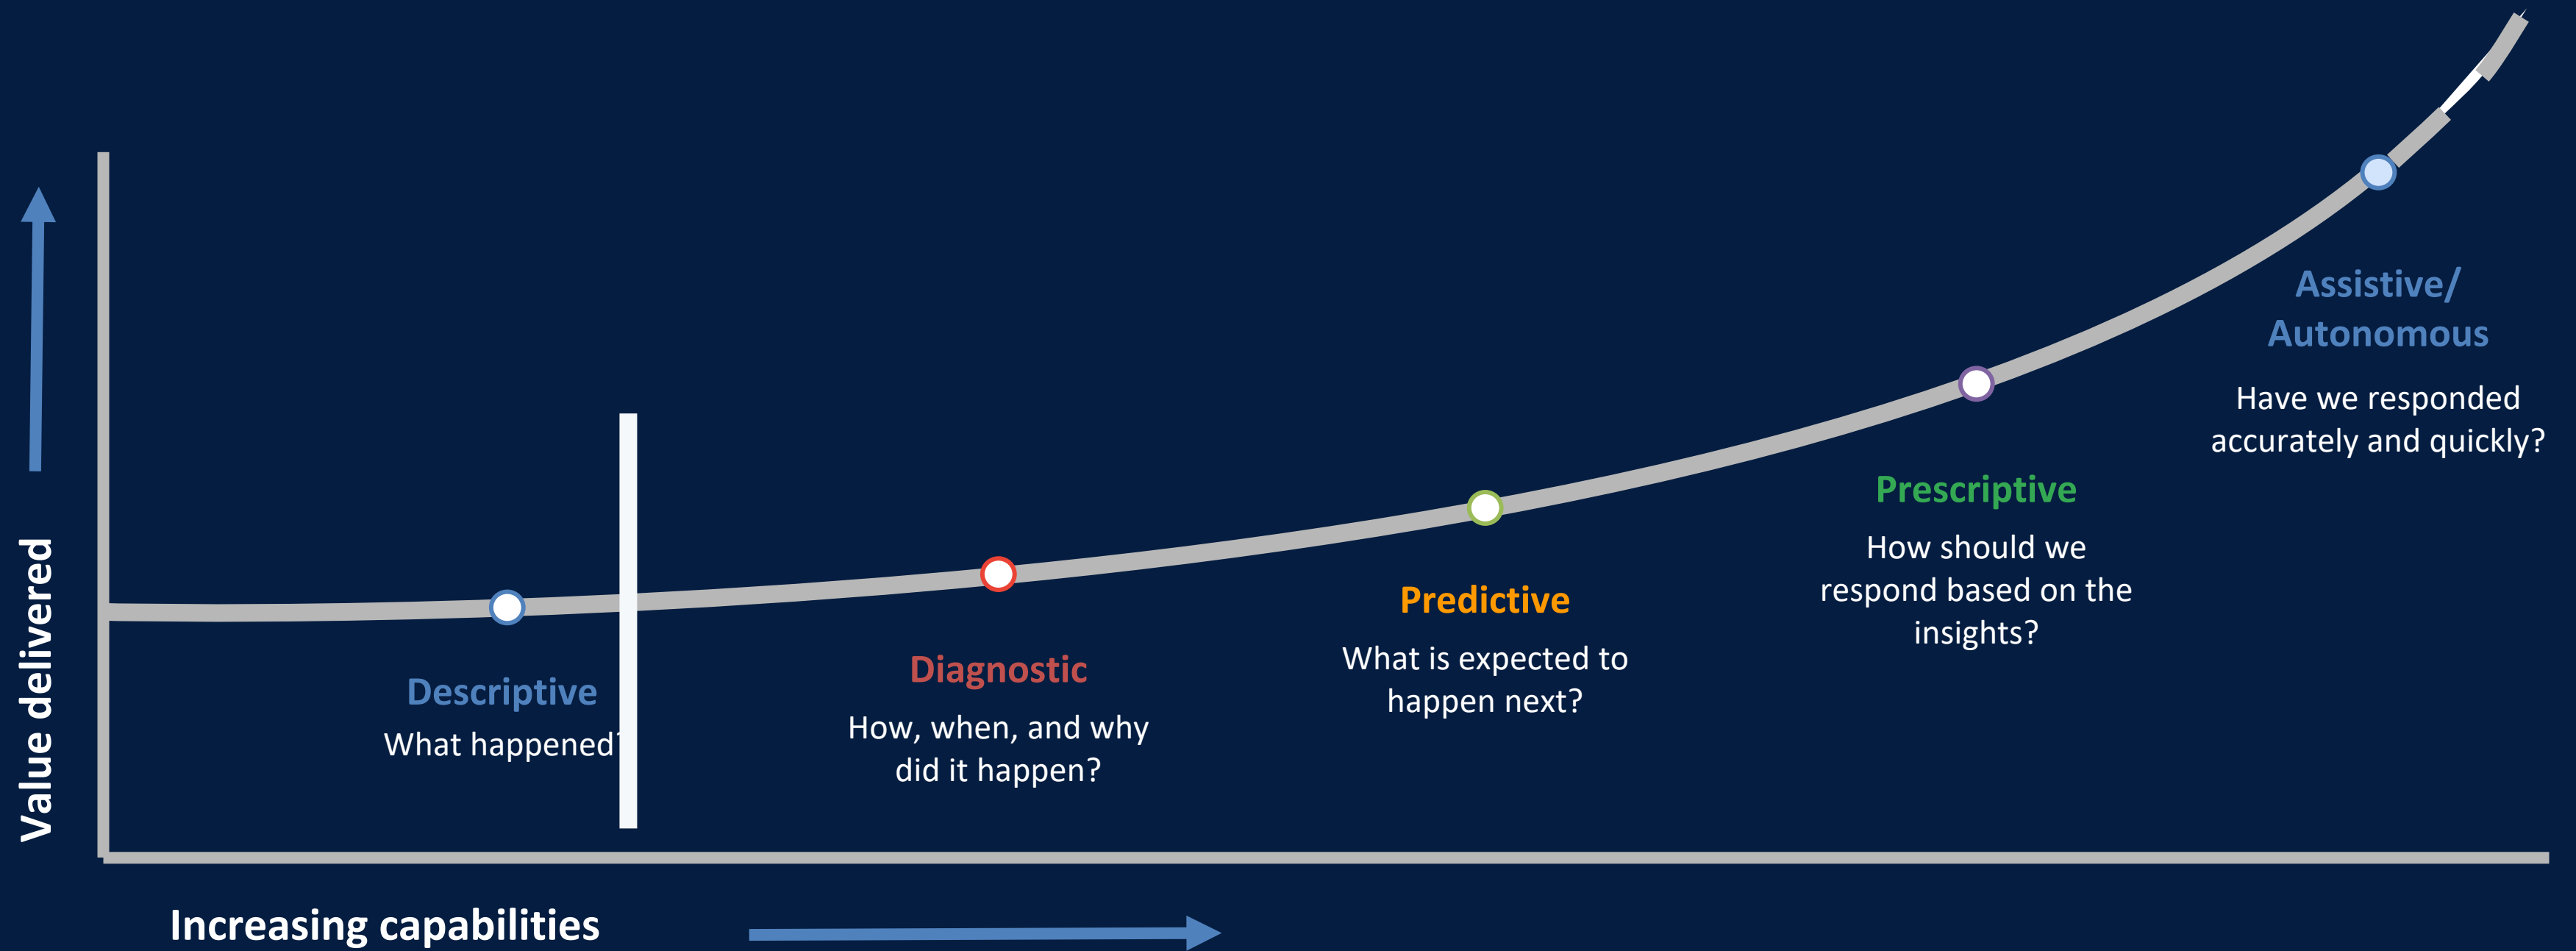 Value delivered
Descriptive
What happened?
Diagnostic
How, when, and why
did it happen?
Predictive
What is expected to
happen next?
Prescriptive
How should we
respond based on the
insights?
Assistive/
Autonomous
Have we responded
accurately and quickly?
Increasing capabilities